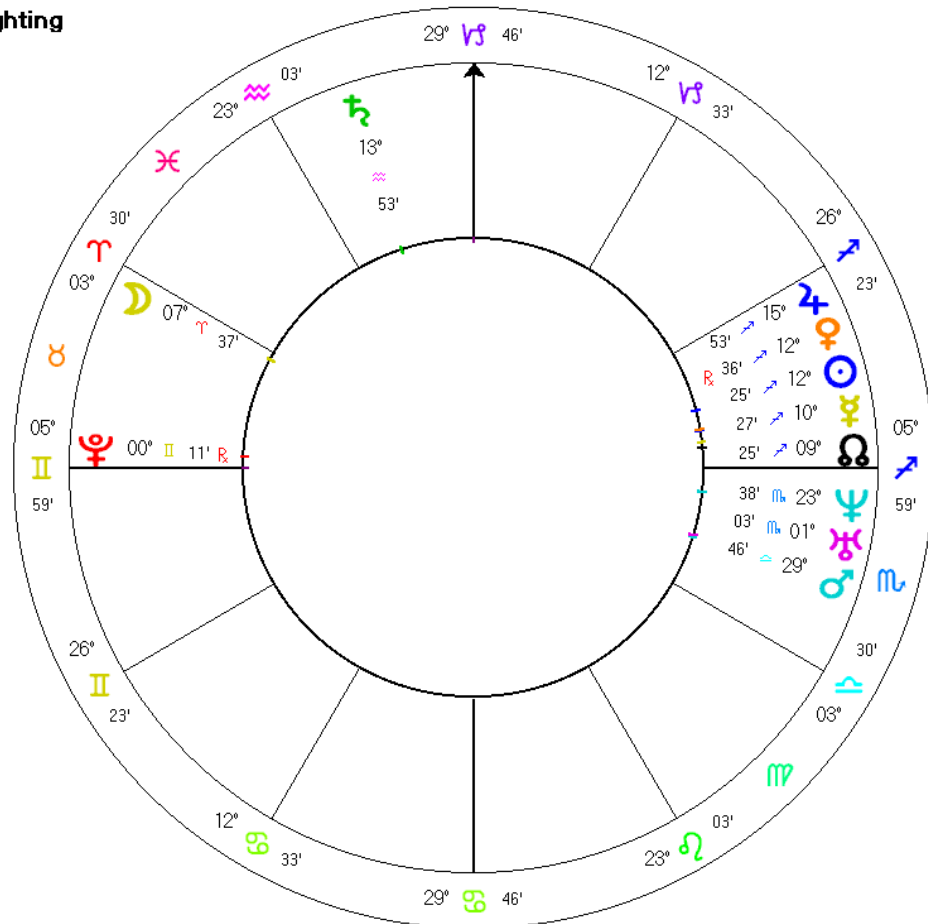 ghting
29° ♑ 46'
12° ♑ 33'
26° ♐ 23'
05° ♐ 59'
♏
30' ♎ 03°
♍
03' ♌ 23°
29° ♋ 46'
12° ♋ 33'
26° ♊ 23'
05° ♊ 59'
♉
30' ♈ 03°
♓
23° ♒ 03'
♄ 13° ♒ 53'
☽ 07° ♈ 37'
♇ 00° ♊ 11' ℞
53' ♐ 15° ♃
℞ 36' ♐ 12° ♀
25' ♐ 12° ☉
27' ♐ 10° ☿
25' ♐ 09° ☊
38' ♏ 23° ♆
03' ♏ 01° ♅
46' ♎ 29° ♂